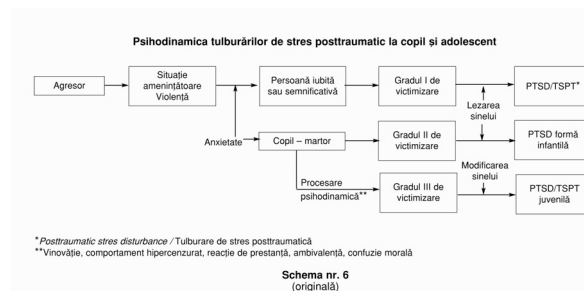 Psihodinamica tulburărilor de stres posttraumatic la copil și adolescent
Agresor
Situație
amenințătoare
Violență
Persoană iubită
sau semnificativă
Gradul I de
victimizare
PTSD/TSPT*
Lezarea
sinelui
Anxietate
Copil – martor
Gradul II de
victimizare
PTSD formă
infantilă
Procesare
psihodinamică**
Gradul III de
victimizare
Modificarea
sinelui
PTSD/TSPT
juvenilă
*Posttraumatic stres disturbance / Tulburare de stres posttraumatică
**Vinovăție, comportament hipercenzurat, reacție de prestanță, ambivalență, confuzie morală
Schema nr. 6
(originală)